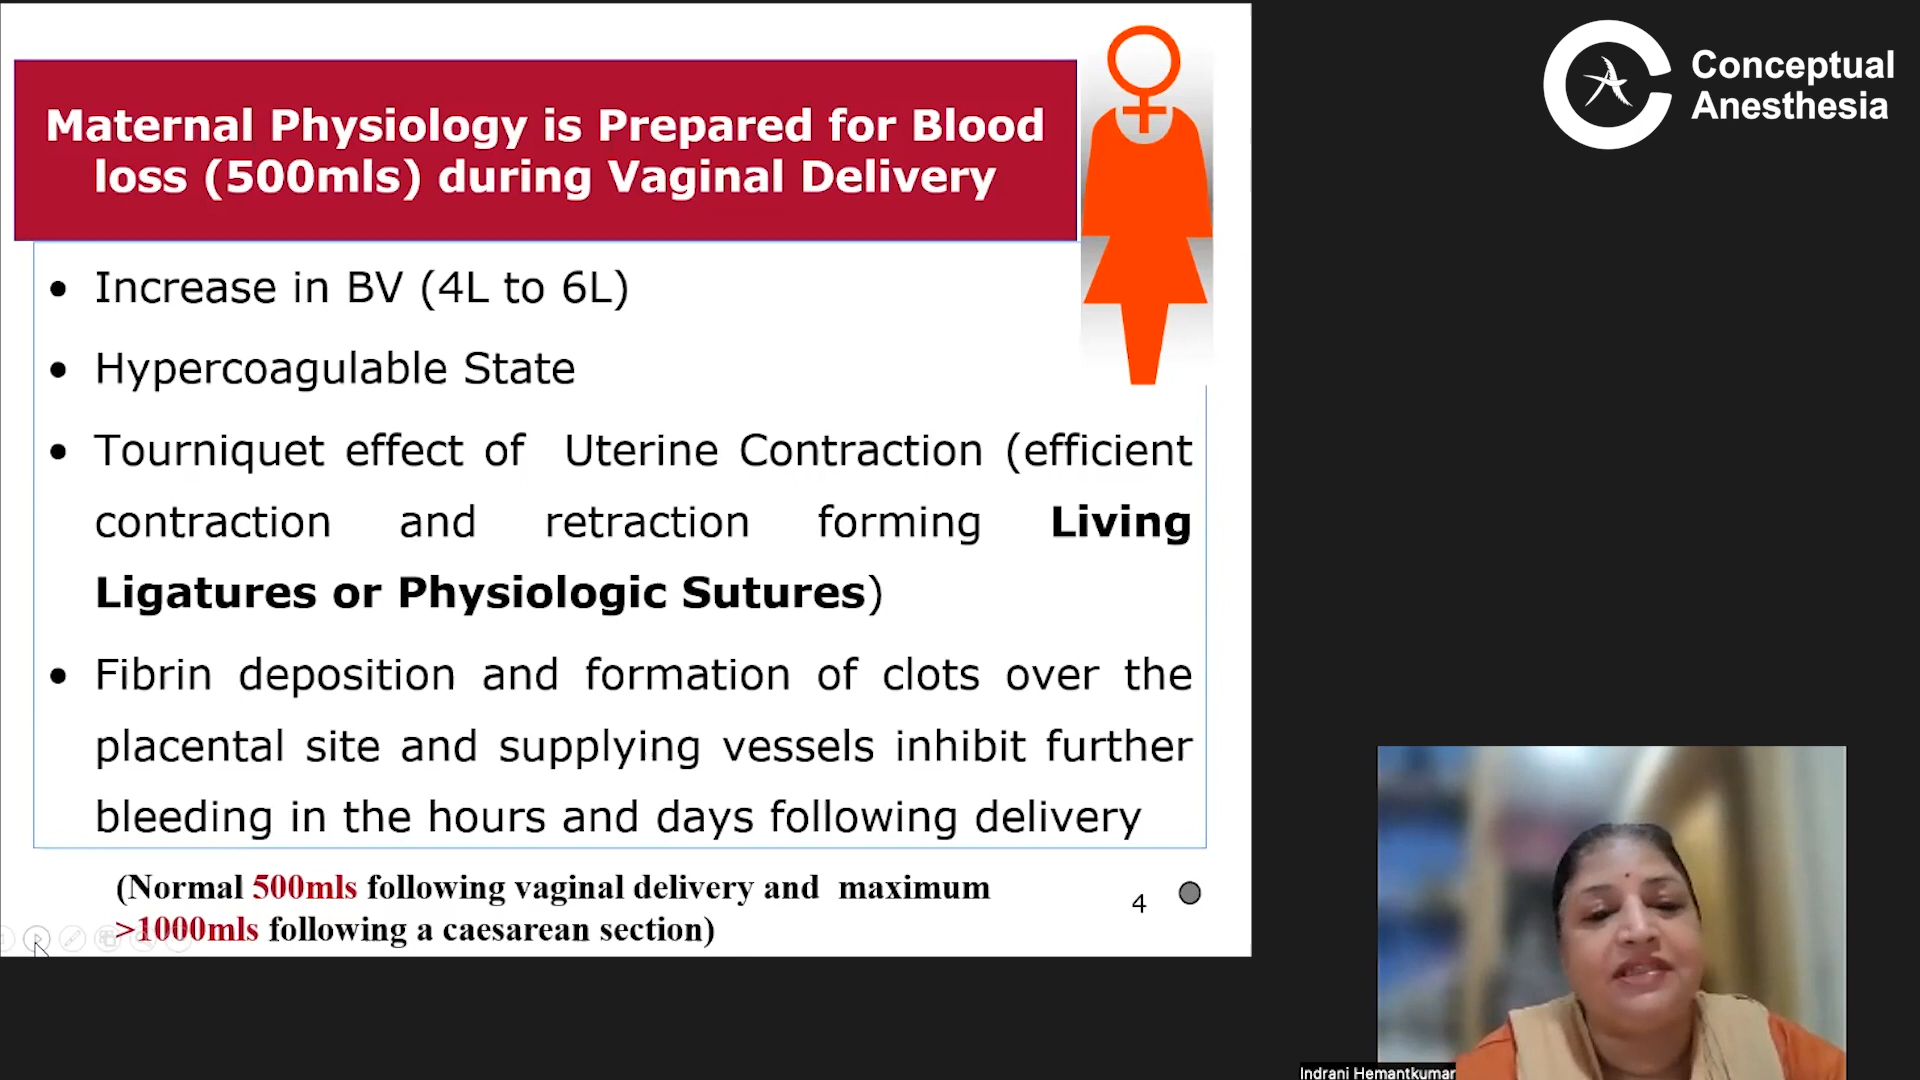 Maternal Physiology is Prepared for Blood
loss (500mls) during Vaginal Delivery
• Increase in BV (4L to 6L)
• Hypercoagulable State
• Tourniquet effect of Uterine Contraction (efficient
contraction and retraction forming Living
Ligatures or Physiologic Sutures)
• Fibrin deposition and formation of clots over the
placental site and supplying vessels inhibit further
bleeding in the hours and days following delivery
(Normal 500mls following vaginal delivery and maximum
>1000mls following a caesarean section)
4
Conceptual
Anesthesia
Indrani Hemantkumar